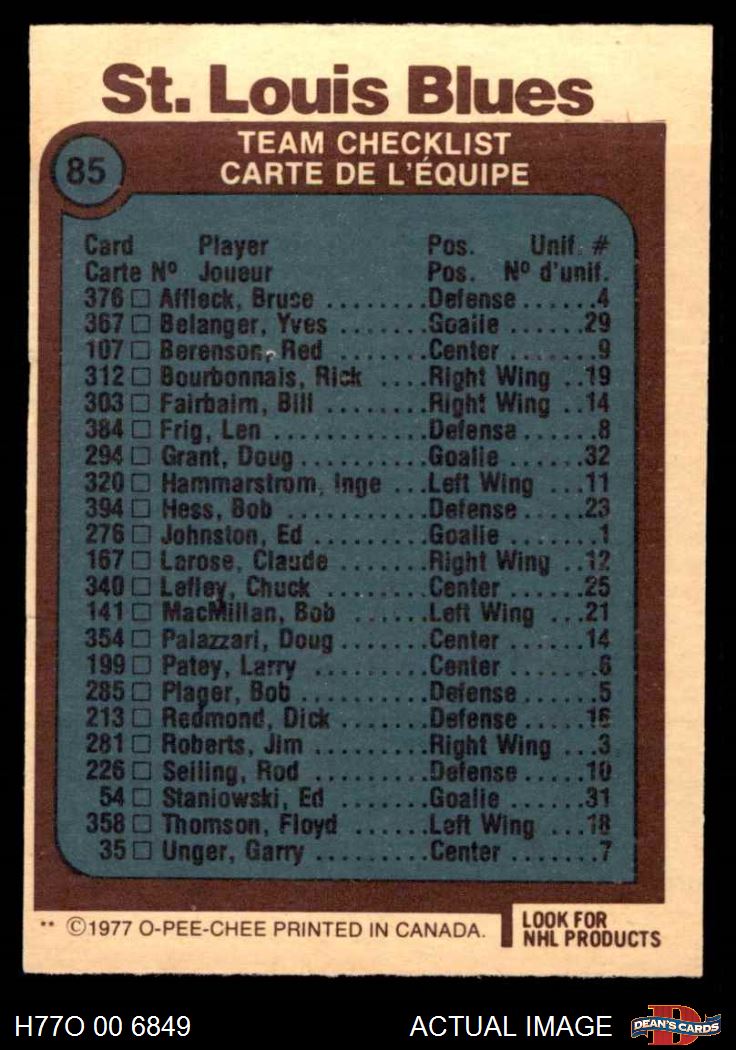 St. Louis Blues
85
TEAM CHECKLIST
CARTE DE L'ÉQUIPE
Card Player Pos. Unif. #
Carte Nº Joueur Pos. Nº d'unif.
376 □ Affleck, Bruce ........Defense......4
367 □ Belanger, Yves .......Goalie ......29
107 □ Berenson, Red .......Center .......9
312 □ Bourbonnais, Rick ....Right Wing ..19
303 □ Fairbairn, Bill .......Right Wing ..14
384 □ Frig, Len ............Defense......8
294 □ Grant, Doug..........Goalie ......32
320 □ Hammarstrom, Inge ...Left Wing ...11
394 □ Hess, Bob ...........Defense.....23
276 □ Johnston, Ed .........Goalie .......1
167 □ Larose, Claude .......Right Wing ..12
340 □ Lefley, Chuck ........Center ......25
141 □ MacMillan, Bob ......Left Wing ...21
354 □ Palazzari, Doug.......Center ......14
199 □ Patey, Larry .........Center .......6
285 □ Plager, Bob ..........Defense......5
213 □ Redmond, Dick .......Defense.....16
281 □ Roberts, Jim .........Right Wing ...3
226 □ Seiling, Rod .........Defense.....10
54 □ Staniowski, Ed .......Goalie ......31
358 □ Thomson, Floyd ......Left Wing ...18
35 □ Unger, Garry .........Center .......7
** ©1977 O-PEE-CHEE PRINTED IN CANADA.
LOOK FOR
NHL PRODUCTS
H77O 00 6849
ACTUAL IMAGE
D
DEAN'S CARDS